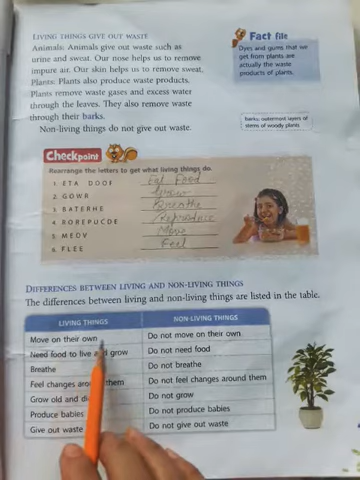 LIVING THINGS GIVE OUT WASTE
Animals: Animals give out waste such as
urine and sweat. Our nose helps us to remove
impure air. Our skin helps us to remove sweat.
Plants: Plants also produce waste products.
Plants remove waste gases and excess water
through the leaves. They also remove waste
through their barks.
Non-living things do not give out waste.
Fact file
Dyes and gums that we
get from plants are
actually the waste
products of plants.
barks: outermost layers of
stems of woody plants
Checkpoint
Rearrange the letters to get what living things do.
1. ETA DOOF Eat Food
2. GOWR Grow
3. BATERHE Breathe
4. ROREPUCDE Reproduce
5. MEOV Move
6. FLEE Feel
DIFFERENCES BETWEEN LIVING AND NON-LIVING THINGS
The differences between living and non-living things are listed in the table.
LIVING THINGS NON-LIVING THINGS
Move on their own Do not move on their own
Need food to live and grow Do not need food
Breathe Do not breathe
Feel changes around them Do not feel changes around them
Grow old and Do not grow
Produce babies Do not produce babies
Give out waste Do not give out waste